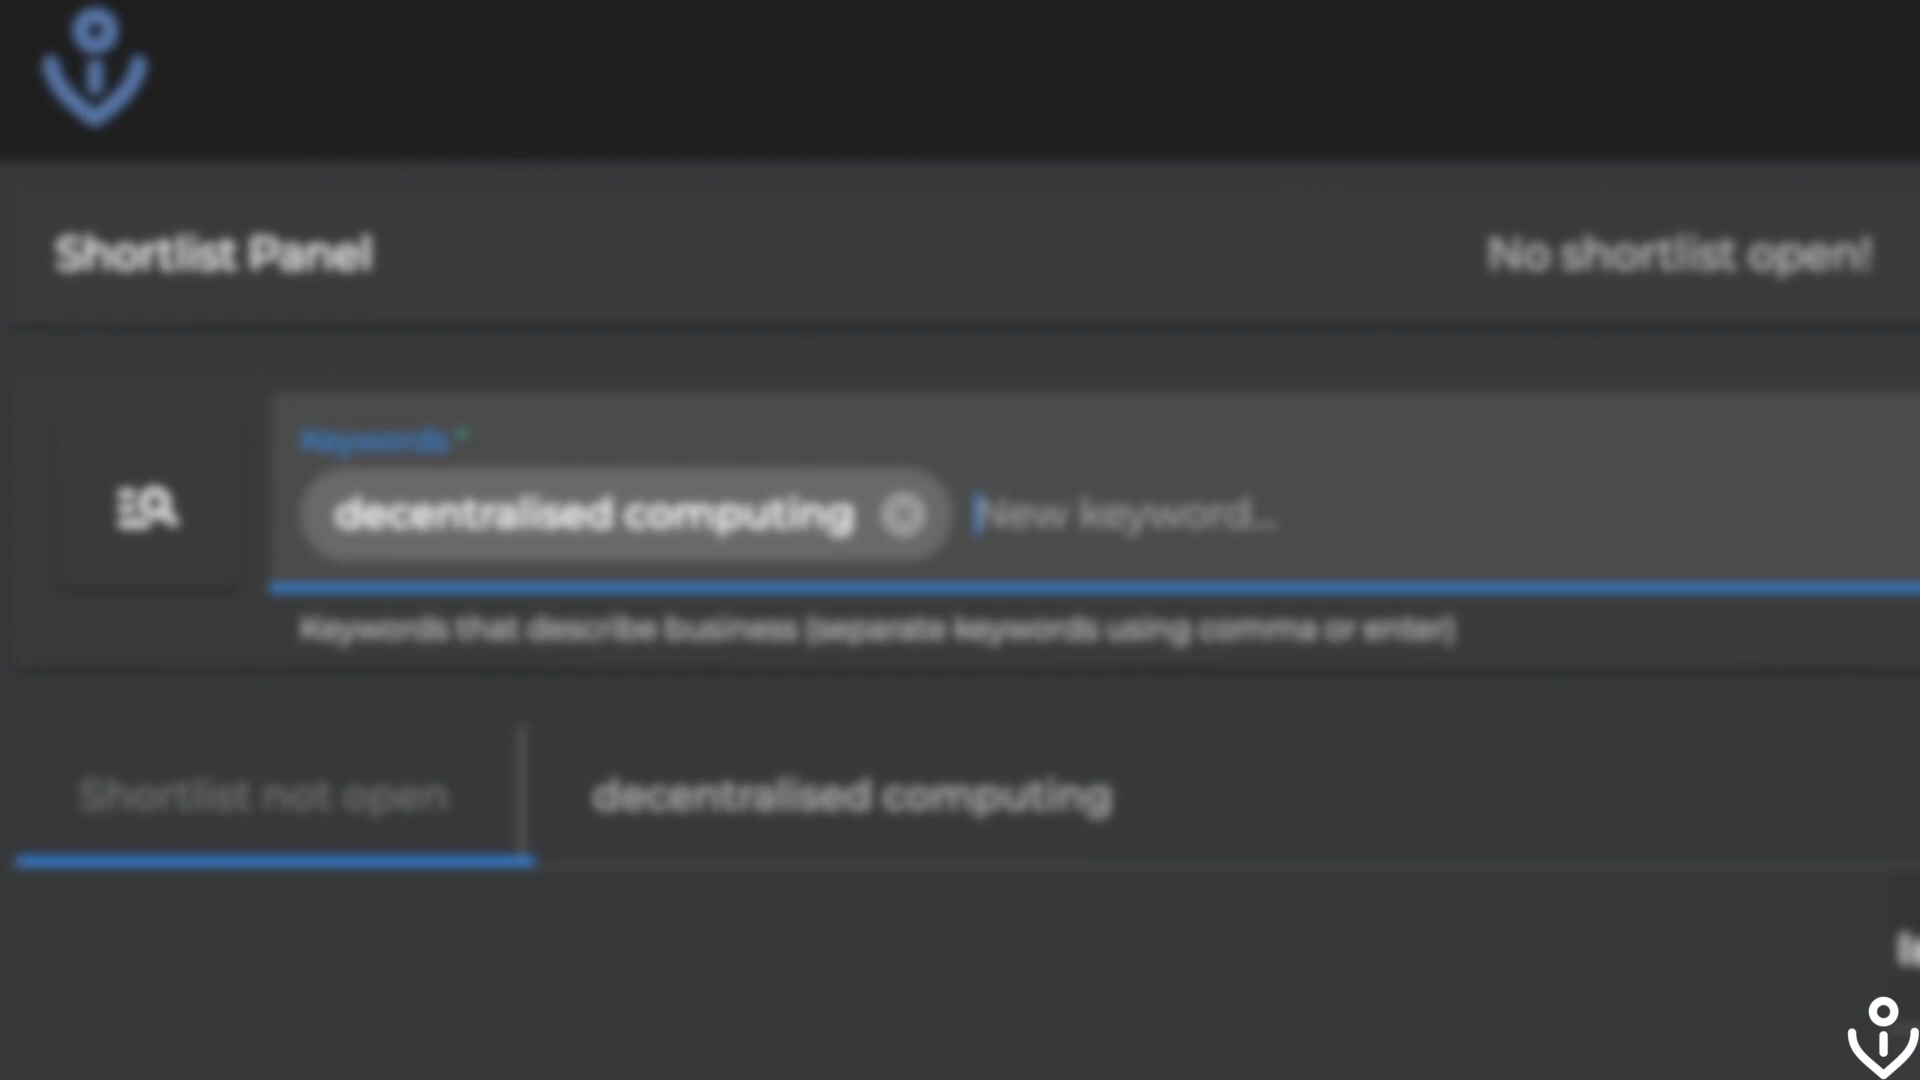 Shortlist Panel
No shortlist open!
Keywords *
decentralised computing
New keyword...
Keywords that describe business (separate keywords using comma or enter)
Shortlist not open
decentralised computing